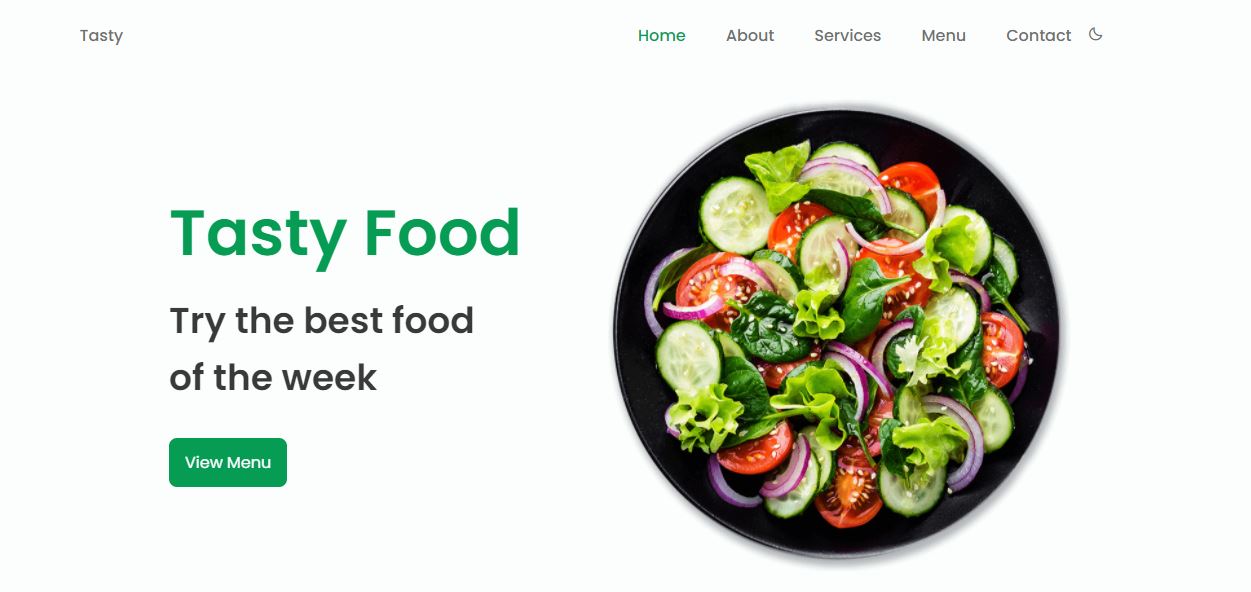 Tasty
Home About Services Menu Contact
Tasty Food
Try the best food
of the week
View Menu